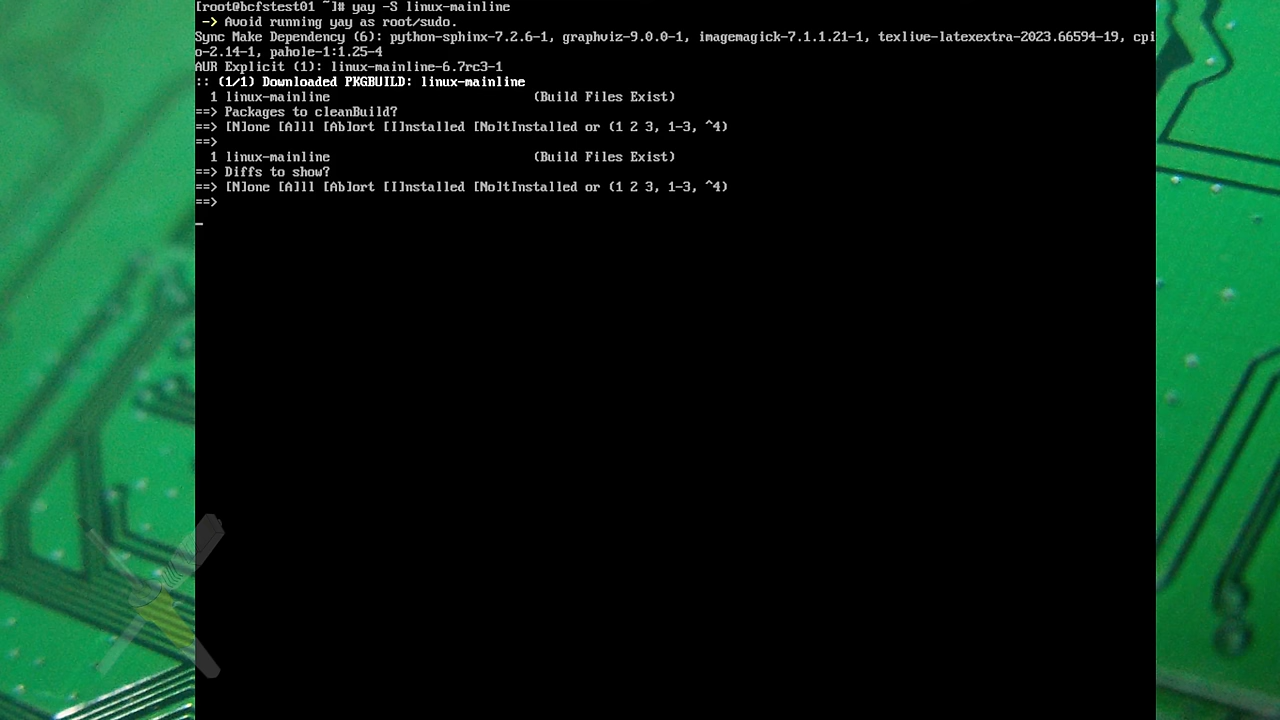 [root@bcfstest01 ~]# yay -S linux-mainline
-> Avoid running yay as root/sudo.
Sync Make Dependency (6): python-sphinx-7.2.6-1, graphviz-9.0.0-1, imagemagick-7.1.1.21-1, texlive-latexextra-2023.66594-19, cpi
o-2.14-1, pahole-1:1.25-4
AUR Explicit (1): linux-mainline-6.7rc3-1
:: (1/1) Downloaded PKGBUILD: linux-mainline
1 linux-mainline (Build Files Exist)
==> Packages to cleanBuild?
==> [N]one [A]ll [Ab]ort [I]nstalled [No]tInstalled or (1 2 3, 1-3, ^4)
==>
1 linux-mainline (Build Files Exist)
==> Diffs to show?
==> [N]one [A]ll [Ab]ort [I]nstalled [No]tInstalled or (1 2 3, 1-3, ^4)
==>